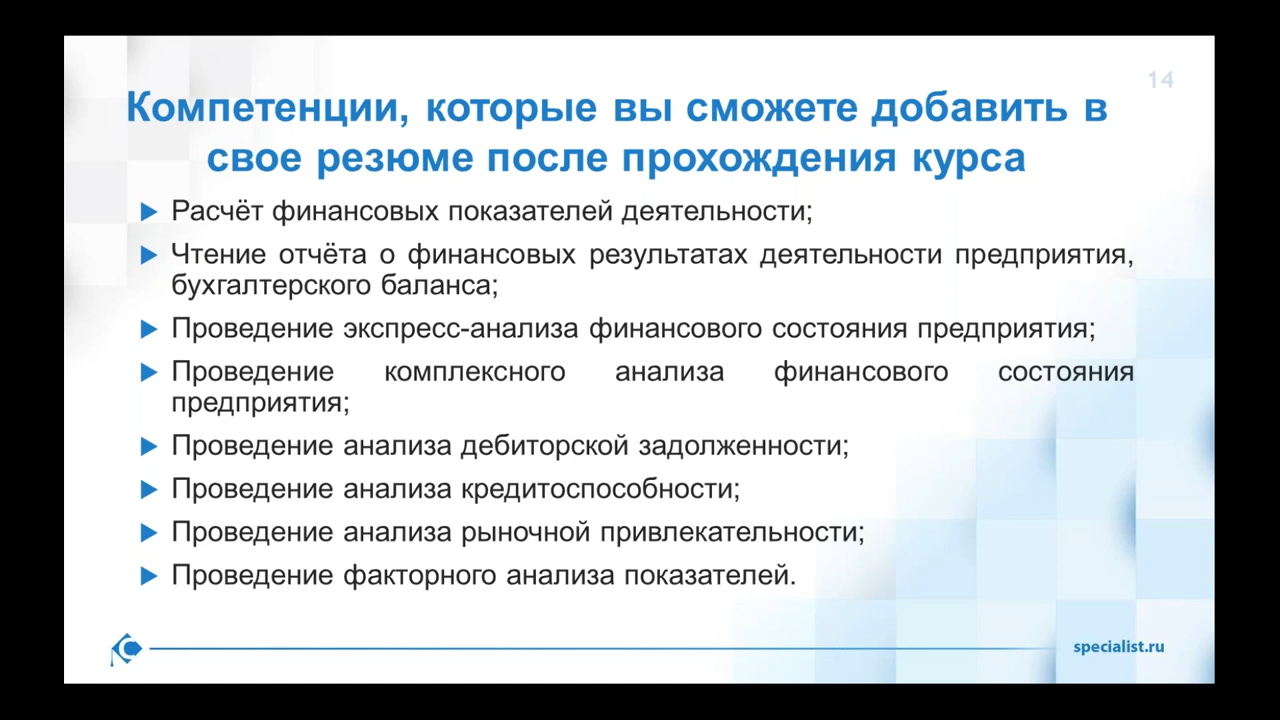 14
Компетенции, которые вы сможете добавить в
свое резюме после прохождения курса
Расчёт финансовых показателей деятельности;
Чтение отчёта о финансовых результатах деятельности предприятия,
бухгалтерского баланса;
Проведение экспресс-анализа финансового состояния предприятия;
Проведение комплексного анализа финансового состояния
предприятия;
Проведение анализа дебиторской задолженности;
Проведение анализа кредитоспособности;
Проведение анализа рыночной привлекательности;
Проведение факторного анализа показателей.
specialist.ru